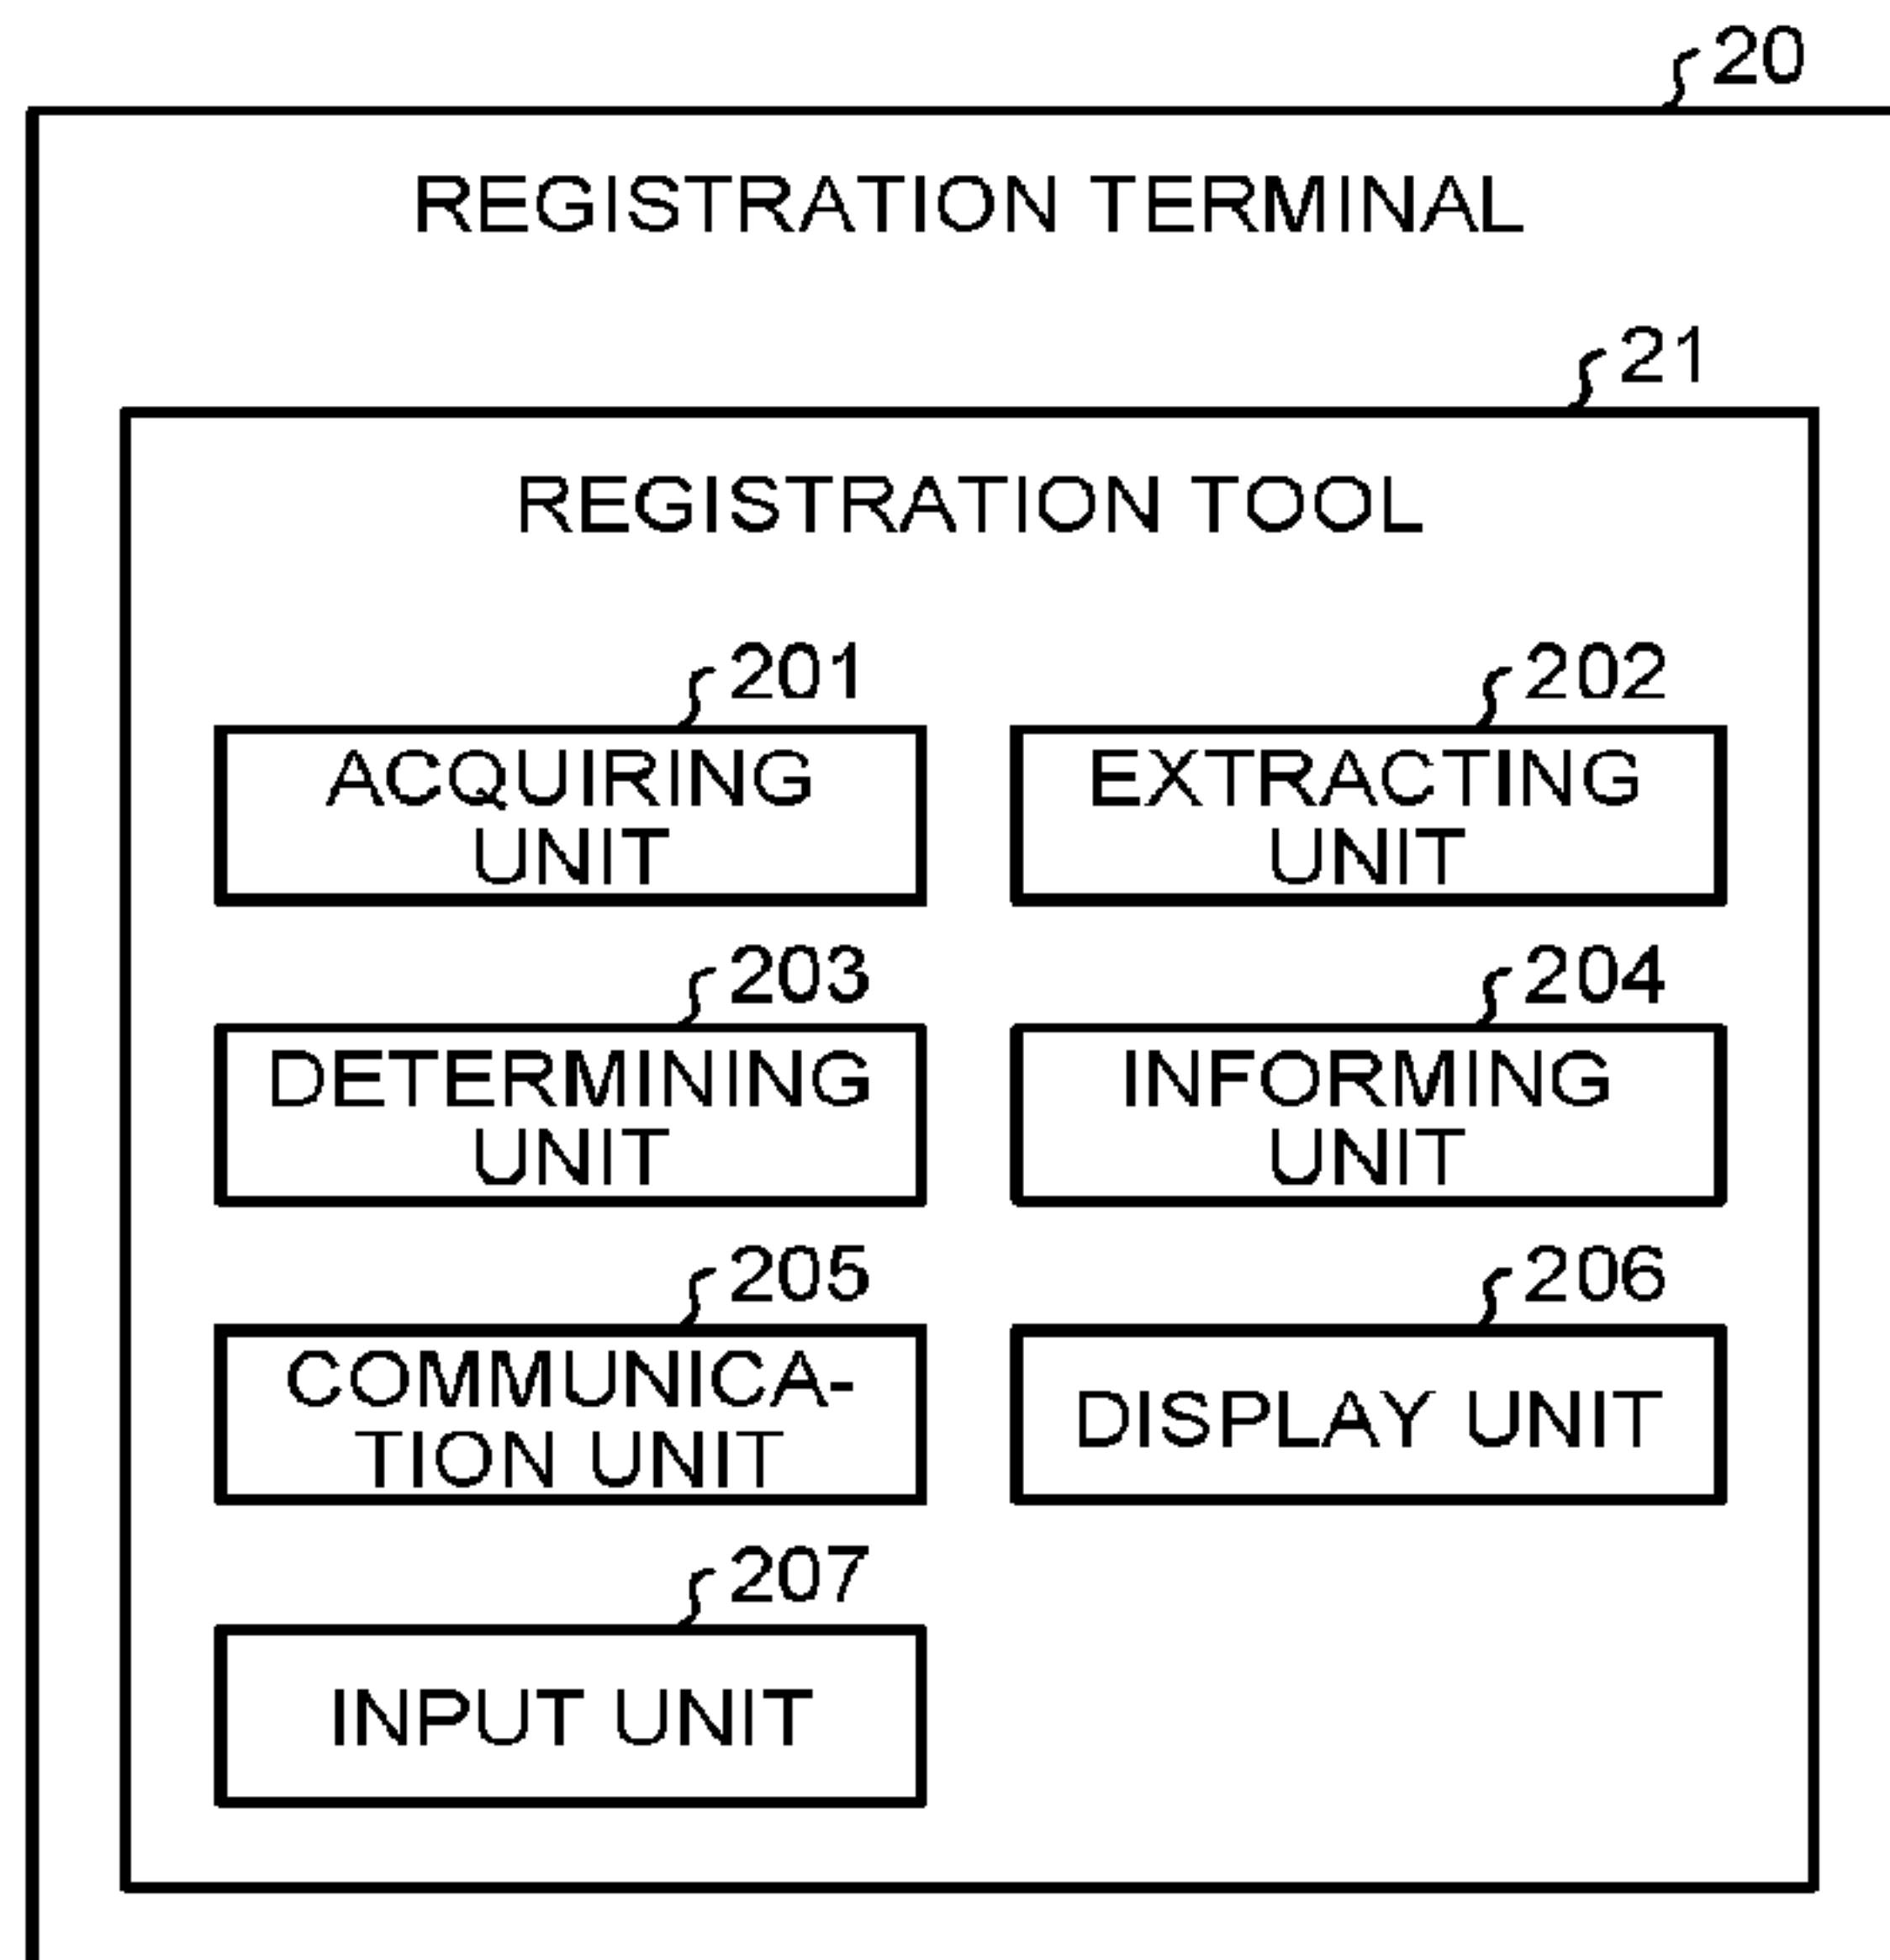 20
REGISTRATION TERMINAL
21
REGISTRATION TOOL
201
ACQUIRING
UNIT
202
EXTRACTING
UNIT
203
DETERMINING
UNIT
204
INFORMING
UNIT
205
COMMUNICA-
TION UNIT
206
DISPLAY UNIT
207
INPUT UNIT